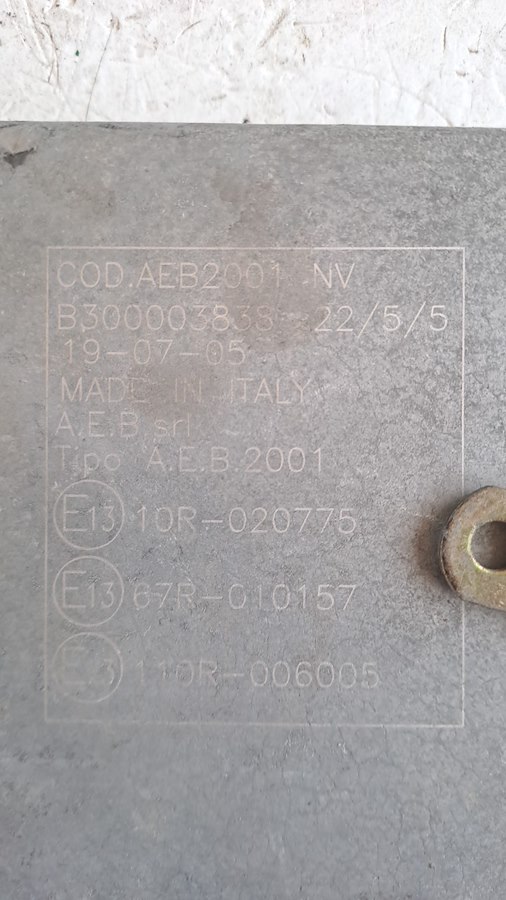 COD.AEB2001 NV
B300003838 22/5/5
19-07-05
MADE IN ITALY
A.E.B srl
Tipo A.E.B.2001
E13 10R-020775
E13 67R-010157
E13 110R-006005